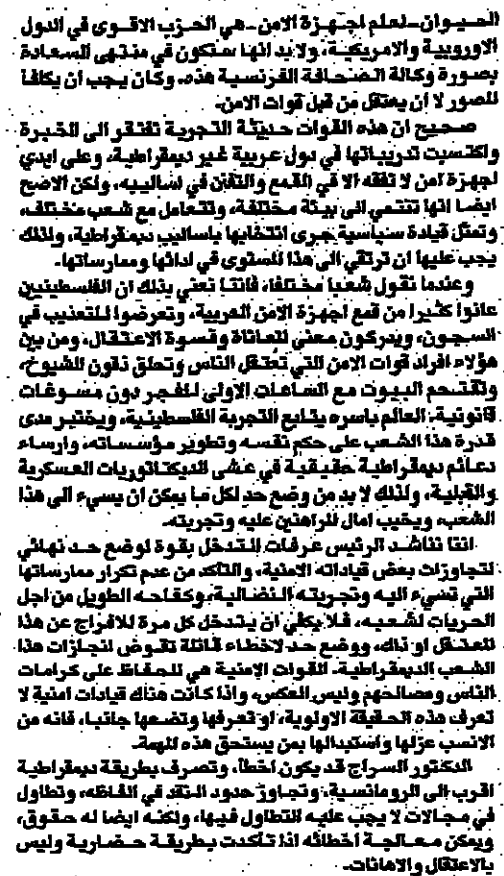 الحيوان_لعلم اجهزة الامن_هي الحزب الاقوى في الدول
الاوروبية والامريكية، ولا بد انها ستكون في منتهى السعادة
بصورة وكالة الصحافة الفرنسية هذه، وكان يجب ان يكافأ
المصور لا ان يعتقل من قبل قوات الامن.
صحيح ان هذه القوات حديثة التجربة تفتقر الى الخبرة
واكتسبت تدريباتها في دول عربية غير ديمقراطية، وعلى ايدي
اجهزة امن لا تفقه الا في القمع والتفنن في اساليبه، ولكن الاصح
ايضا انها تنتمي الى بيئة مختلفة، وتتعامل مع شعب مختلف،
وتمثل قيادة سياسية جرى انتخابها باساليب ديمقراطية، ولذلك
يجب عليها ان ترتقي الى هذا المستوى في ادائها وممارساتها.
وعندما نقول شعبا مختلفا، فاننا نعني بذلك ان الفلسطينيين
عانوا كثيرا من قمع اجهزة الامن العربية، وتعرضوا للتعذيب في
السجون، ويدركون معنى المعاناة وقسوة الاعتقال، ومن بين
هؤلاء افراد قوات الامن التي تعتقل الناس وتحلق ذقون الشيوخ،
وتقتحم البيوت مع الساعات الاولى للفجر دون مسوغات
قانونية، العالم باسره يتابع التجربة الفلسطينية، ويختبر مدى
قدرة هذا الشعب على حكم نفسه وتطوير مؤسساته، وارساء
دعائم ديمقراطية حقيقية في عشى الديكتاتوريات العسكرية
والقبلية، ولذلك لا بد من وضع حد لكل ما يمكن ان يسيء الى هذا
الشعب، ويخيب امال المراهنين عليه وتجربته.
اننا نناشد الرئيس عرفات التدخل بقوة لوضع حد نهائي
لتجاوزات بعض قياداته الامنية، والتأكد من عدم تكرار ممارساتها
التي تسيء اليه وتجربته النضالية، وكفاحه الطويل من اجل
الحريات لشعبه، فلا يكفي ان يتدخل كل مرة للافراج عن هذا
المعتقل او ذاك، ووضع حد لاخطاء قاتلة تقوض انجازات هذا
الشعب الديمقراطية. القوات الامنية هي للحفاظ على كرامات
الناس ومصالحهم وليس العكس، واذا كانت هناك قيادات امنية لا
تعرف هذه الحقيقة الاولوية، او تعرفها وتضعها جانبا، فانه من
الانسب عزلها واستبدالها بمن يستحق هذه المهمة.
الدكتور السراج قد يكون اخطأ، وتصرف بطريقة ديمقراطية
اقرب الى الرومانسية، وتجاوز حدود النقد في الفاظه، وتطاول
في مجالات لا يجب عليه التطاول فيها، ولكنه ايضا له حقوق،
ويمكن معالجة اخطائه اذا تأكدت بطريقة حضارية وليس
بالاعتقال والاهانات.